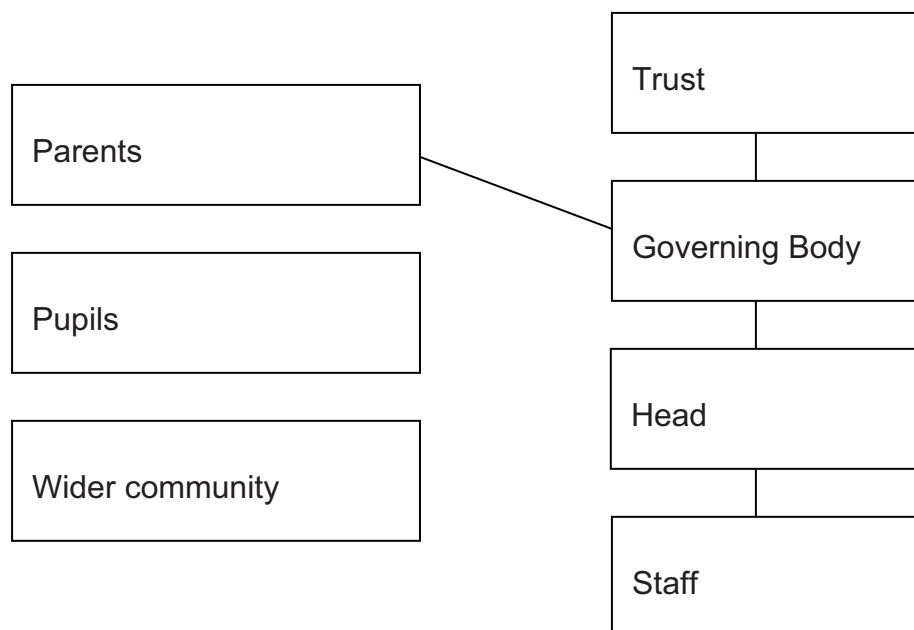 Parents
Pupils
Wider community
Trust
Governing Body
Head
Staff